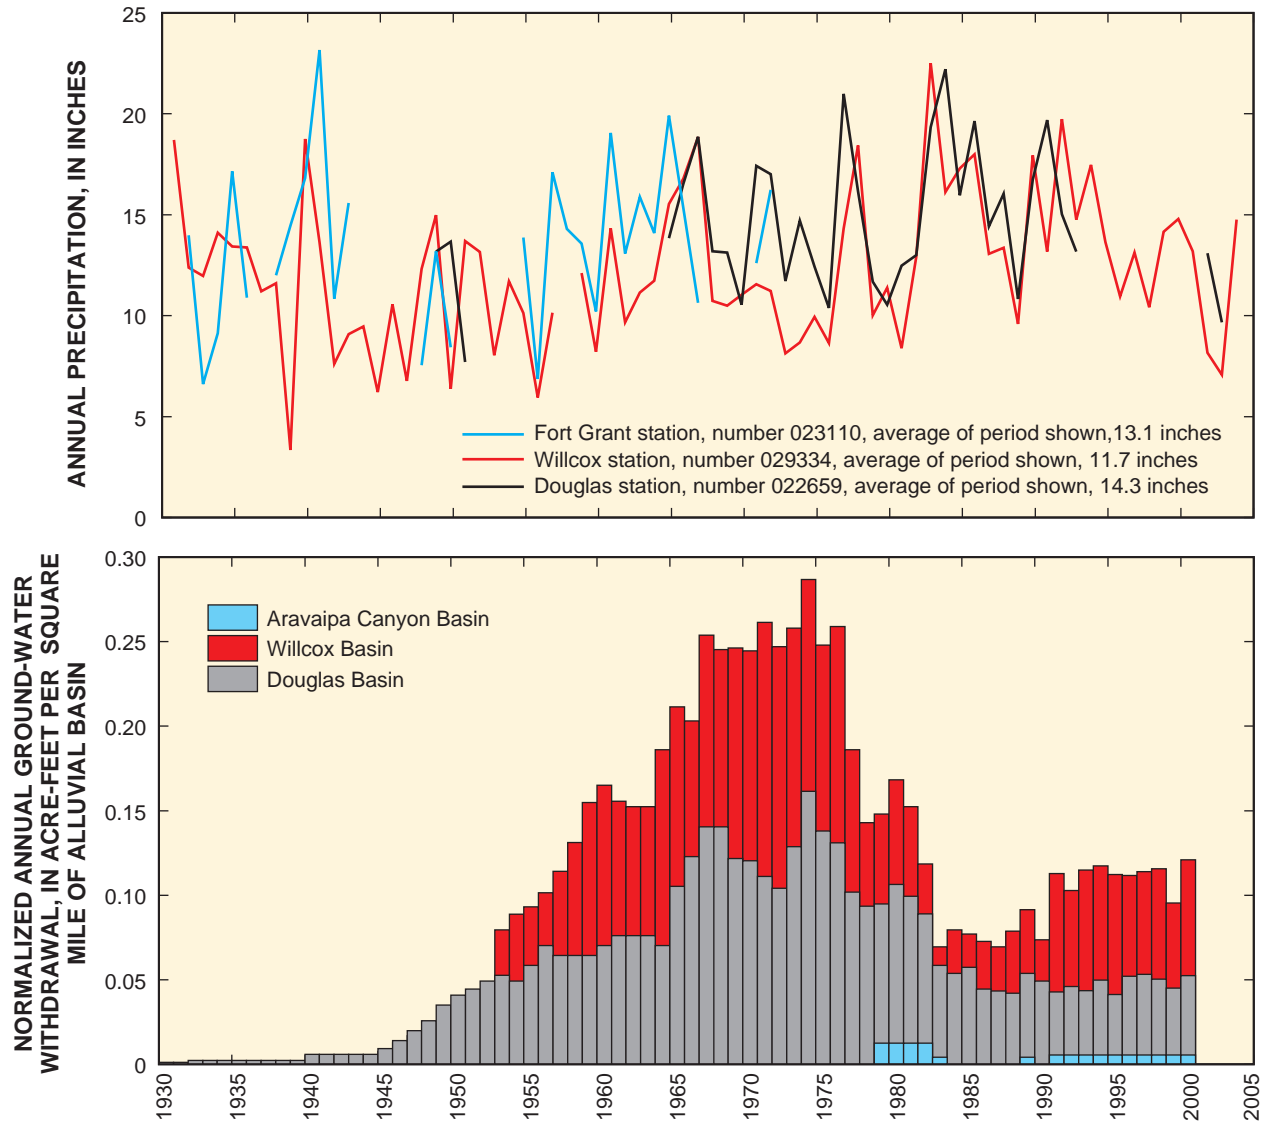 ANNUAL PRECIPITATION, IN INCHES
25
20
15
10
5
0
Fort Grant station, number 023110, average of period shown,13.1 inches
Willcox station, number 029334, average of period shown, 11.7 inches
Douglas station, number 022659, average of period shown, 14.3 inches
NORMALIZED ANNUAL GROUND-WATER
WITHDRAWAL, IN ACRE-FEET PER SQUARE
MILE OF ALLUVIAL BASIN
0.30
0.25
0.20
0.15
0.10
0.05
0
Aravaipa Canyon Basin
Willcox Basin
Douglas Basin
1930
1935
1940
1945
1950
1955
1960
1965
1970
1975
1980
1985
1990
1995
2000
2005